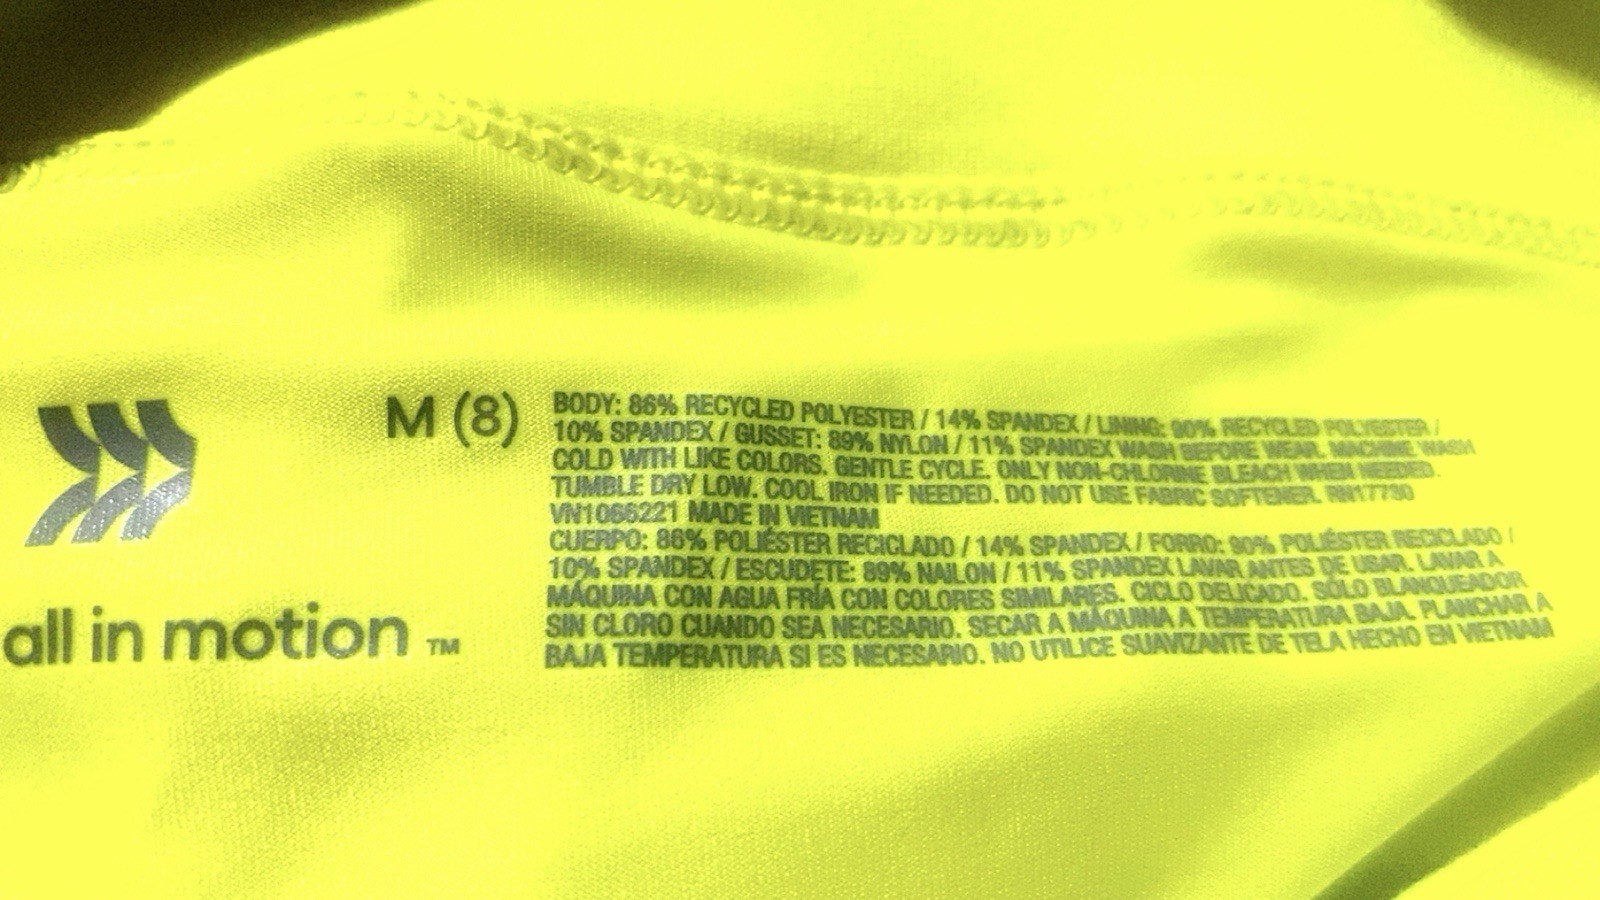 M (8)
all in motion ™
BODY: 86% RECYCLED POLYESTER / 14% SPANDEX / LINING: 90% RECYCLED POLYESTER /
10% SPANDEX / GUSSET: 89% NYLON / 11% SPANDEX WASH BEFORE WEAR. MACHINE WASH
COLD WITH LIKE COLORS. GENTLE CYCLE. ONLY NON-CHLORINE BLEACH WHEN NEEDED.
TUMBLE DRY LOW. COOL IRON IF NEEDED. DO NOT USE FABRIC SOFTENER. RN17730
VN1066221 MADE IN VIETNAM
CUERPO: 86% POLIÉSTER RECICLADO / 14% SPANDEX / FORRO: 90% POLIÉSTER RECICLADO /
10% SPANDEX / ESCUDETE: 89% NAILON / 11% SPANDEX LAVAR ANTES DE USAR. LAVAR A
MÁQUINA CON AGUA FRÍA CON COLORES SIMILARES. CICLO DELICADO. SÓLO BLANQUEADOR
SIN CLORO CUANDO SEA NECESARIO. SECAR A MÁQUINA A TEMPERATURA BAJA. PLANCHAR A
BAJA TEMPERATURA SI ES NECESARIO. NO UTILICE SUAVIZANTE DE TELA HECHO EN VIETNAM